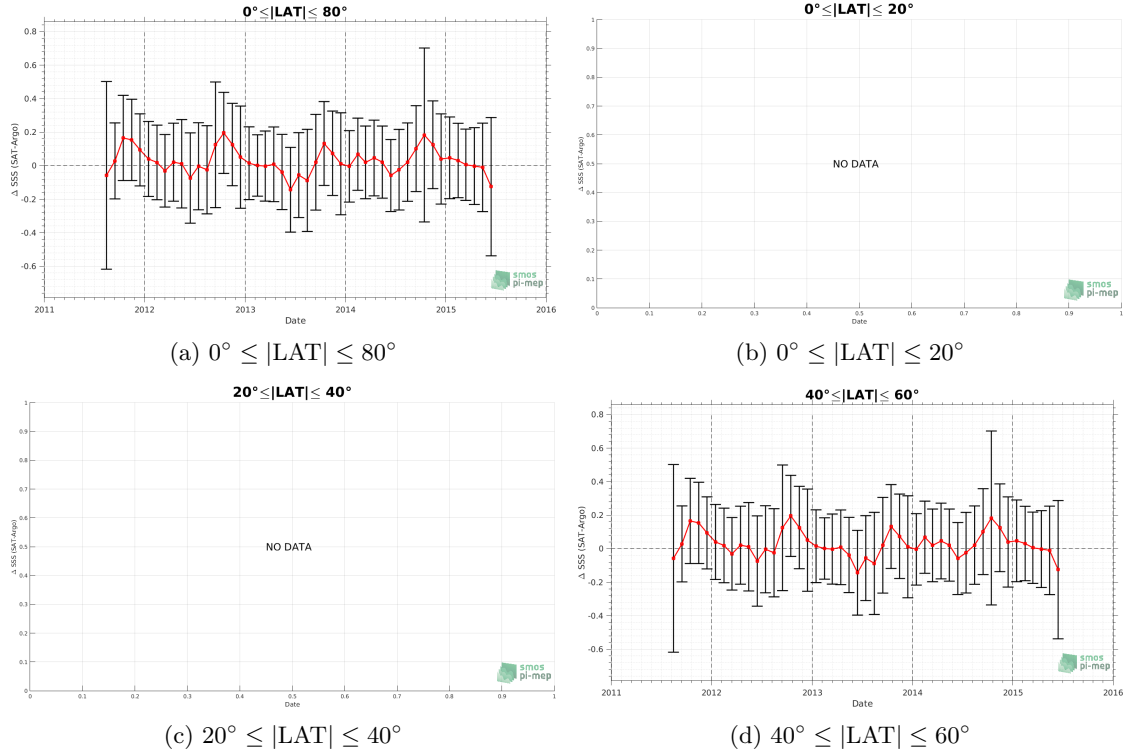 0°≤|LAT|≤ 80°
Δ SSS (SAT-Argo)
0.8
0.6
0.4
0.2
0
-0.2
-0.4
-0.6
2011 2012 2013 2014 2015 2016
Date
smos
pi-mep
(a) 0° ≤ |LAT| ≤ 80°
0°≤|LAT|≤ 20°
Δ SSS (SAT-Argo)
1
0.9
0.8
0.7
0.6
0.5
0.4
0.3
0.2
0.1
0
NO DATA
0 0.1 0.2 0.3 0.4 0.5 0.6 0.7 0.8 0.9 1
Date
smos
pi-mep
(b) 0° ≤ |LAT| ≤ 20°
20°≤|LAT|≤ 40°
Δ SSS (SAT-Argo)
1
0.9
0.8
0.7
0.6
0.5
0.4
0.3
0.2
0.1
0
NO DATA
0 0.1 0.2 0.3 0.4 0.5 0.6 0.7 0.8 0.9 1
Date
smos
pi-mep
(c) 20° ≤ |LAT| ≤ 40°
40°≤|LAT|≤ 60°
Δ SSS (SAT-Argo)
0.8
0.6
0.4
0.2
0
-0.2
-0.4
-0.6
2011 2012 2013 2014 2015 2016
Date
smos
pi-mep
(d) 40° ≤ |LAT| ≤ 60°